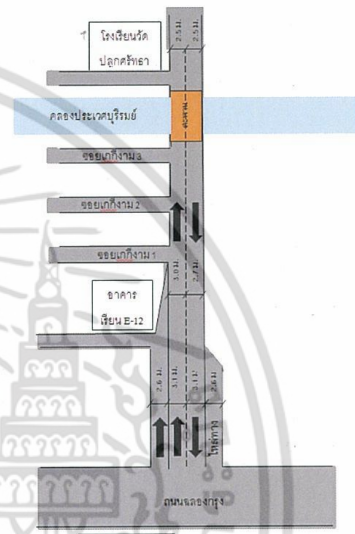 โรงเรียนวัด
ปลูกศรัทธา
2.5 ม.
2.5 ม.
คลองประเวศบุรีรมย์
สะพาน
ซอยเกกีงาม 3
ซอยเกกีงาม 2
ซอยเกกีงาม 1
3.0 ม.
2.7 ม.
อาคาร
เรียน E-12
2.6 ม.
3.1 ม.
3.1 ม.
2.6 ม.
ไหล่ทาง
ถนนฉลองกรุง